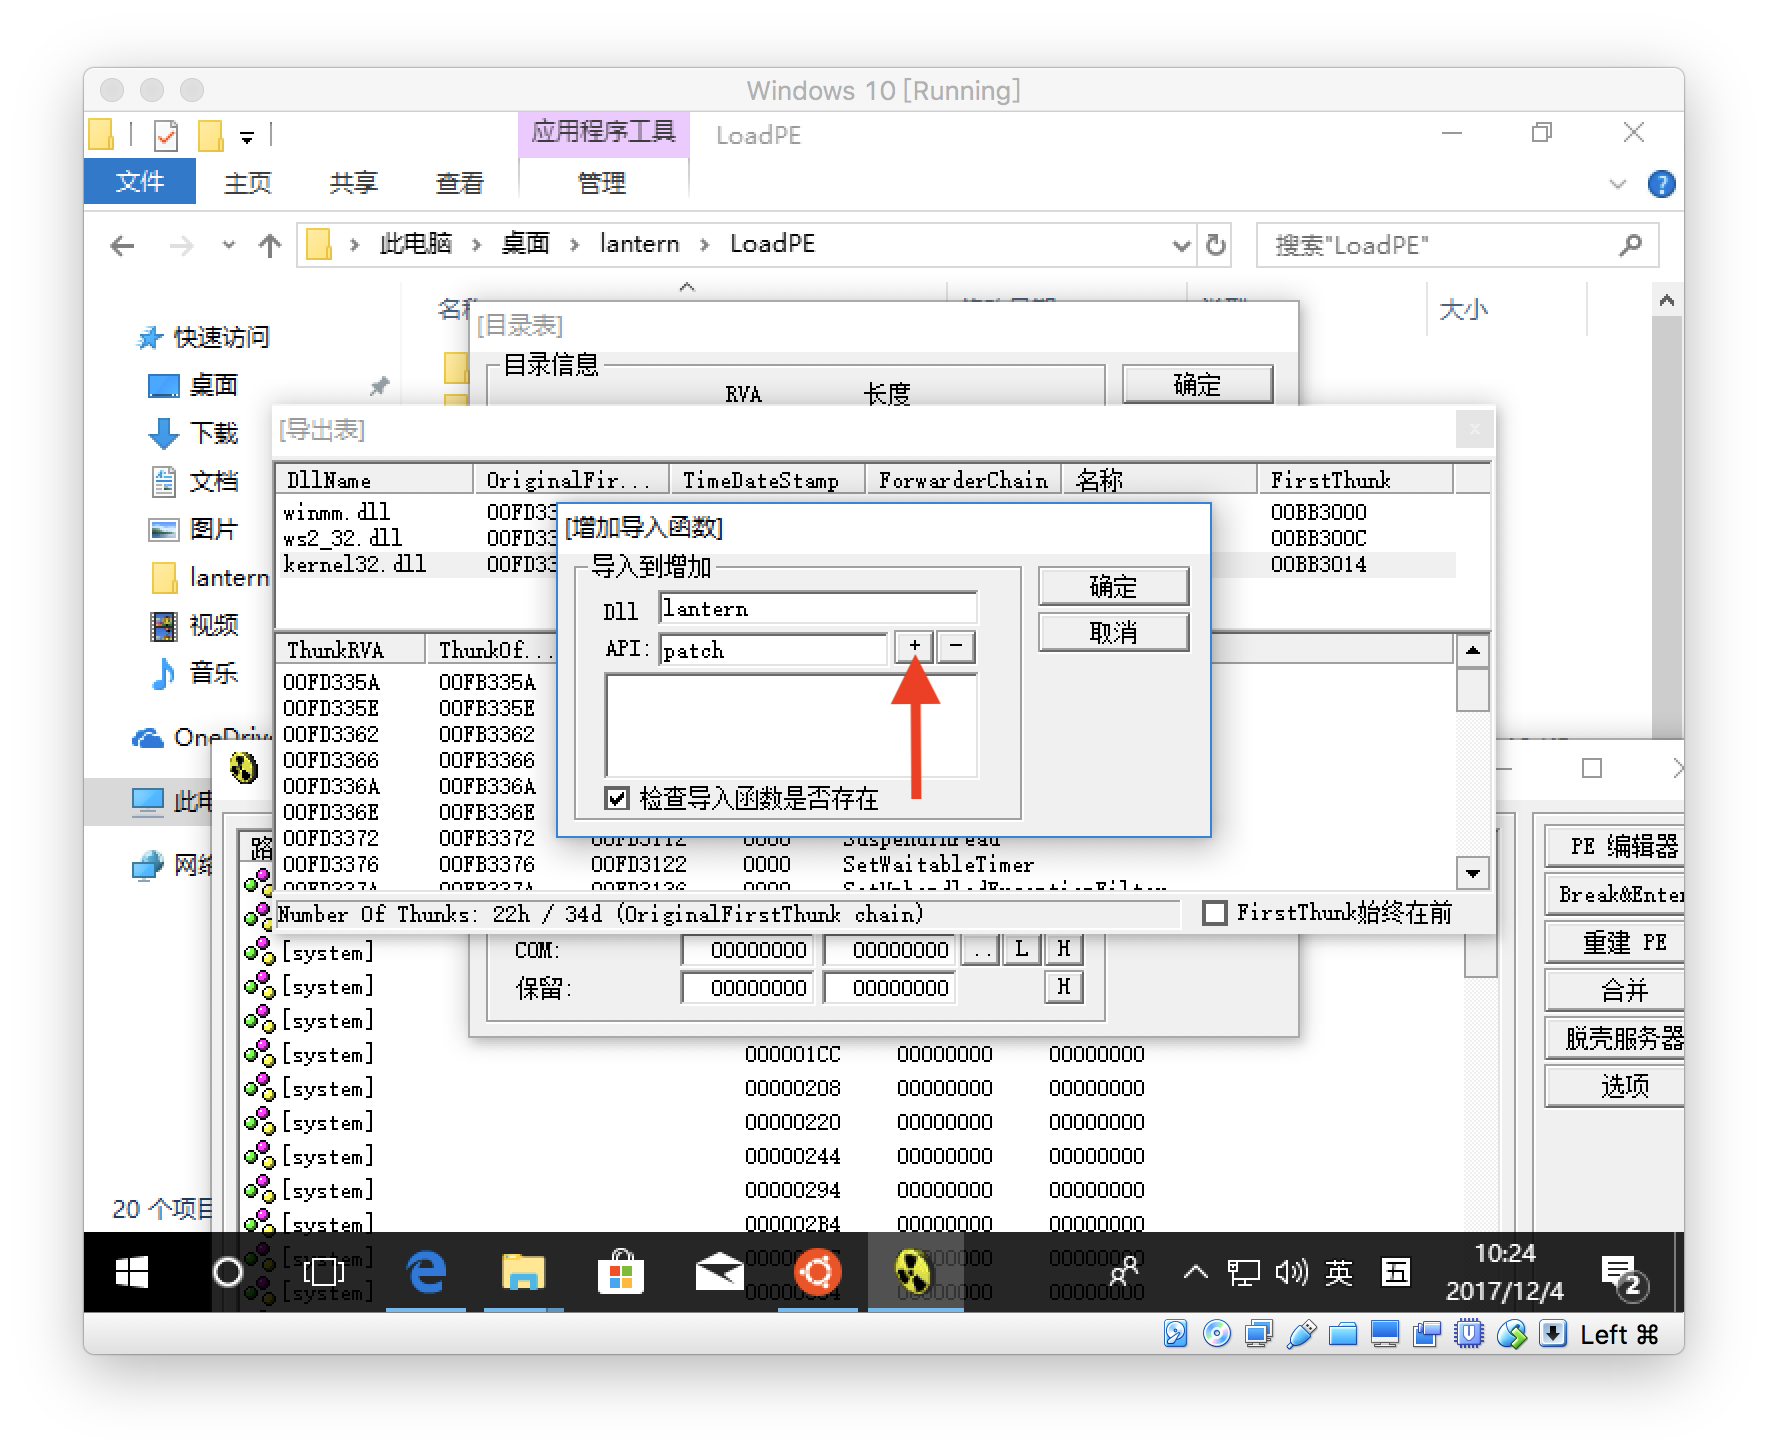 Windows 10 [Running]
应用程序工具
LoadPE
文件
主页
共享
查看
管理
此电脑 › 桌面 › lantern › LoadPE
搜索"LoadPE"
大小
快速访问
桌面
下载
文档
图片
lantern
视频
音乐
OneDrive
网络
20 个项目
[目录表]
目录信息
RVA 长度
确定
[导出表]
DllName OriginalFir... TimeDateStamp ForwarderChain 名称 FirstThunk
winmm.dll 00FD33 00BB3000
ws2_32.dll 00FD33 00BB300C
kernel32.dll 00FD33 00BB3014
[增加导入函数]
导入到增加
Dll lantern
API: patch + -
确定
取消
检查导入函数是否存在
ThunkRVA ThunkOf...
00FD335A 00FB335A
00FD335E 00FB335E
00FD3362 00FB3362
00FD3366 00FB3366
00FD336A 00FB336A
00FD336E 00FB336E
00FD3372 00FB3372 00FD3112 0000 SuspendThread
00FD3376 00FB3376 00FD3122 0000 SetWaitableTimer
00FD337A 00FB337A 00FD3136 0000 SetUnhandledExceptionFilter
Number Of Thunks: 22h / 34d (OriginalFirstThunk chain)
FirstThunk始终在前
COM: 00000000 00000000 .. L H
保留: 00000000 00000000 H
[system]
[system]
[system]
[system] 000001CC 00000000 00000000
[system] 00000208 00000000 00000000
[system] 00000220 00000000 00000000
[system] 00000244 00000000 00000000
[system] 00000294 00000000 00000000
[system] 000002B4 00000000 00000000
[system]
[system]
PE 编辑器
Break&Enter
重建 PE
合并
脱壳服务器
选项
英
五
10:24
2017/12/4
2
Left ⌘